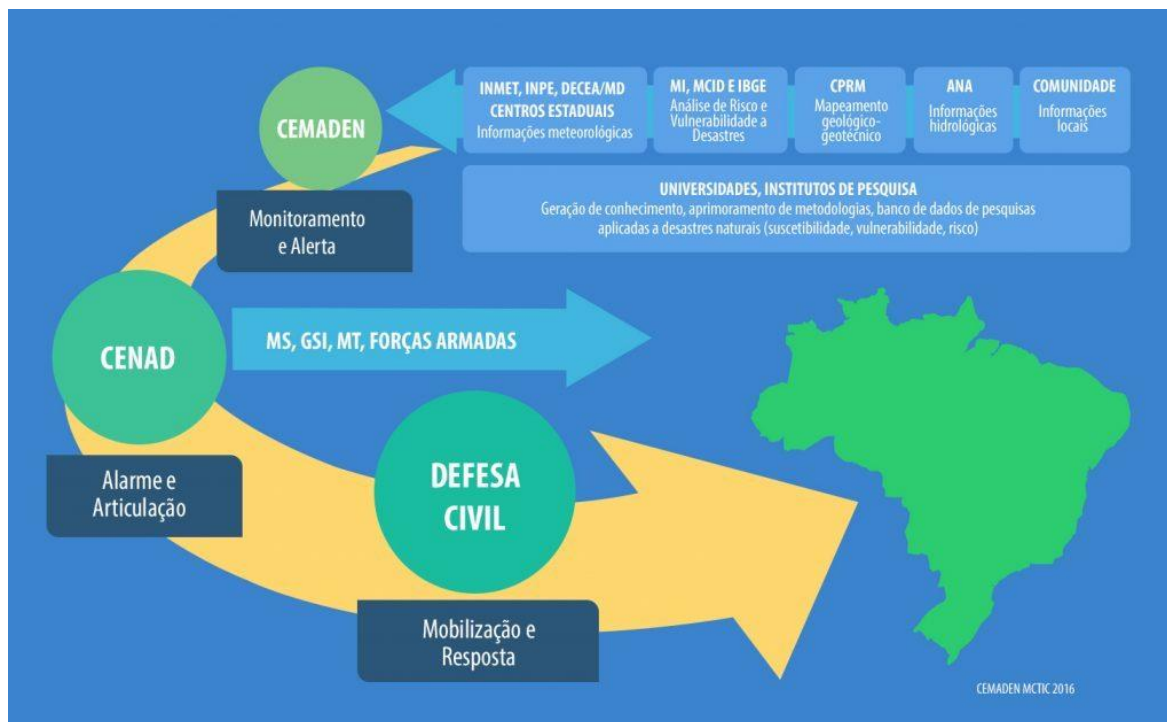 CEMADEN
Monitoramento
e Alerta
INMET, INPE, DECEA/MD
CENTROS ESTADUAIS
Informações meteorológicas
MI, MCID E IBGE
Análise de Risco e
Vulnerabilidade a
Desastres
CPRM
Mapeamento
geológico-
geotécnico
ANA
Informações
hidrológicas
COMUNIDADE
Informações
locais
UNIVERSIDADES, INSTITUTOS DE PESQUISA
Geração de conhecimento, aprimoramento de metodologias, banco de dados de pesquisas
aplicadas a desastres naturais (suscetibilidade, vulnerabilidade, risco)
CENAD
Alarme e
Articulação
MS, GSI, MT, FORÇAS ARMADAS
DEFESA
CIVIL
Mobilização e
Resposta
CEMADEN MCTIC 2016